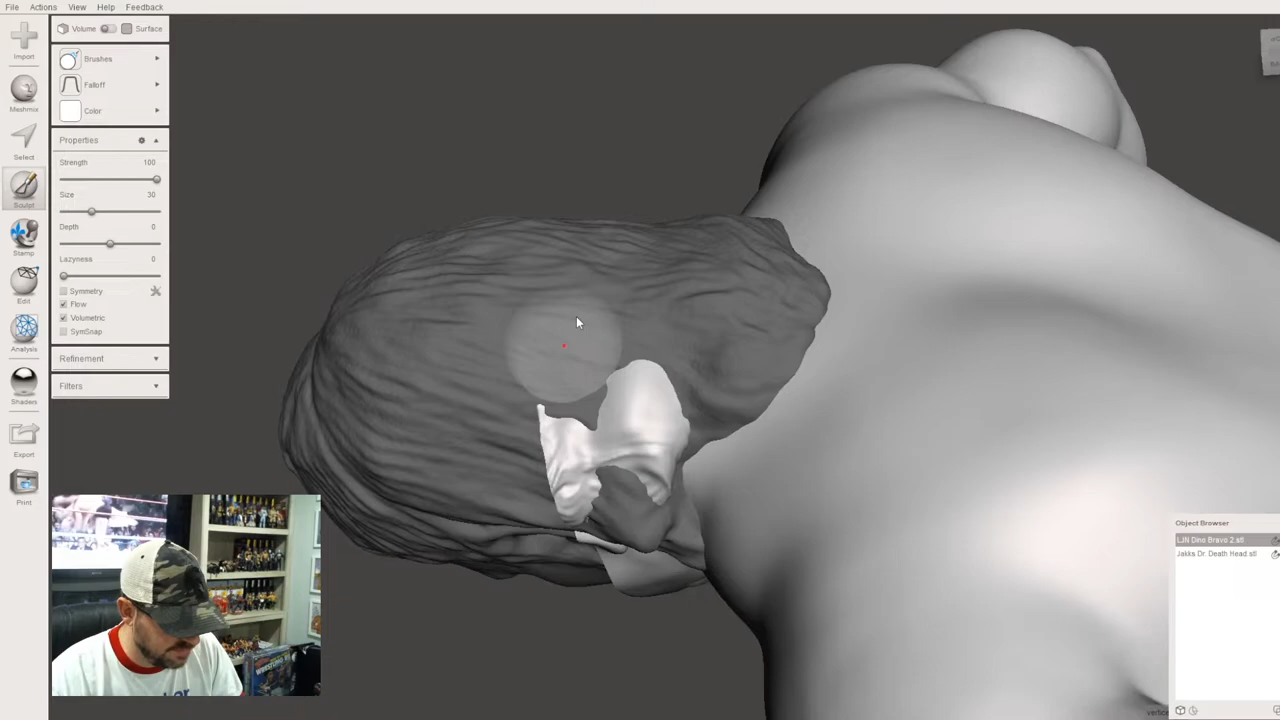 File Actions View Help Feedback
Import
Meshmix
Select
Sculpt
Stamp
Edit
Analysis
Shaders
Export
Print
Volume Surface
Brushes
Falloff
Color
Properties
Strength 100
Size 30
Depth 0
Lazyness 0
Symmetry
Flow
Volumetric
SymSnap
Refinement
Filters
Object Browser
LJN Dino Bravo 2.stl
Jakks Dr. Death Head.stl